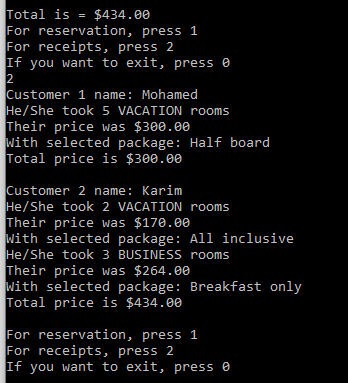 Total is = $434.00
For reservation, press 1
For receipts, press 2
If you want to exit, press 0
2
Customer 1 name: Mohamed
He/She took 5 VACATION rooms
Their price was $300.00
With selected package: Half board
Total price is $300.00
Customer 2 name: Karim
He/She took 2 VACATION rooms
Their price was $170.00
With selected package: All inclusive
He/She took 3 BUSINESS rooms
Their price was $264.00
With selected package: Breakfast only
Total price is $434.00
For reservation, press 1
For receipts, press 2
If you want to exit, press 0